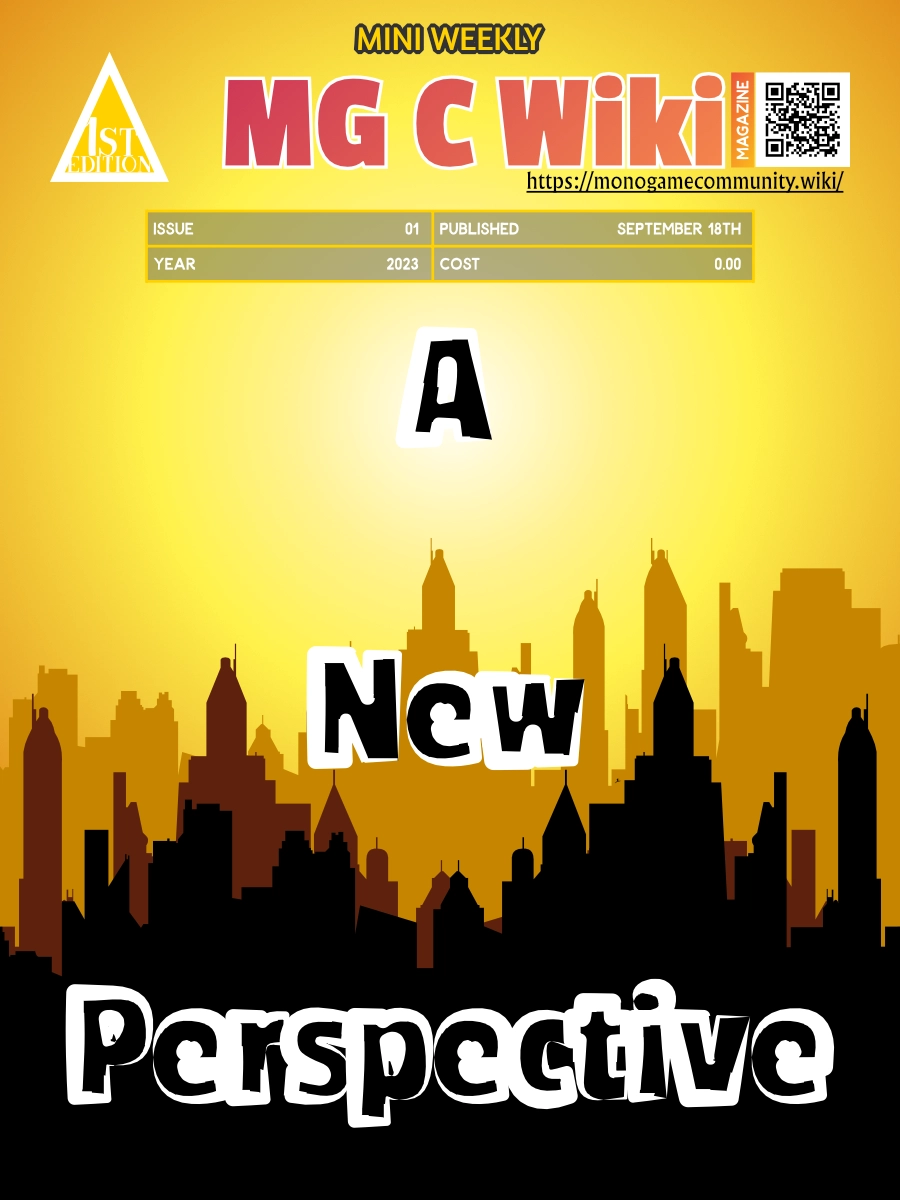 MINI WEEKLY
1ST
EDITION
MG C Wiki
MAGAZINE
https://monogamecommunity.wiki/
ISSUE 01 PUBLISHED SEPTEMBER 18TH
YEAR 2023 COST 0.00
A
New
Perspective